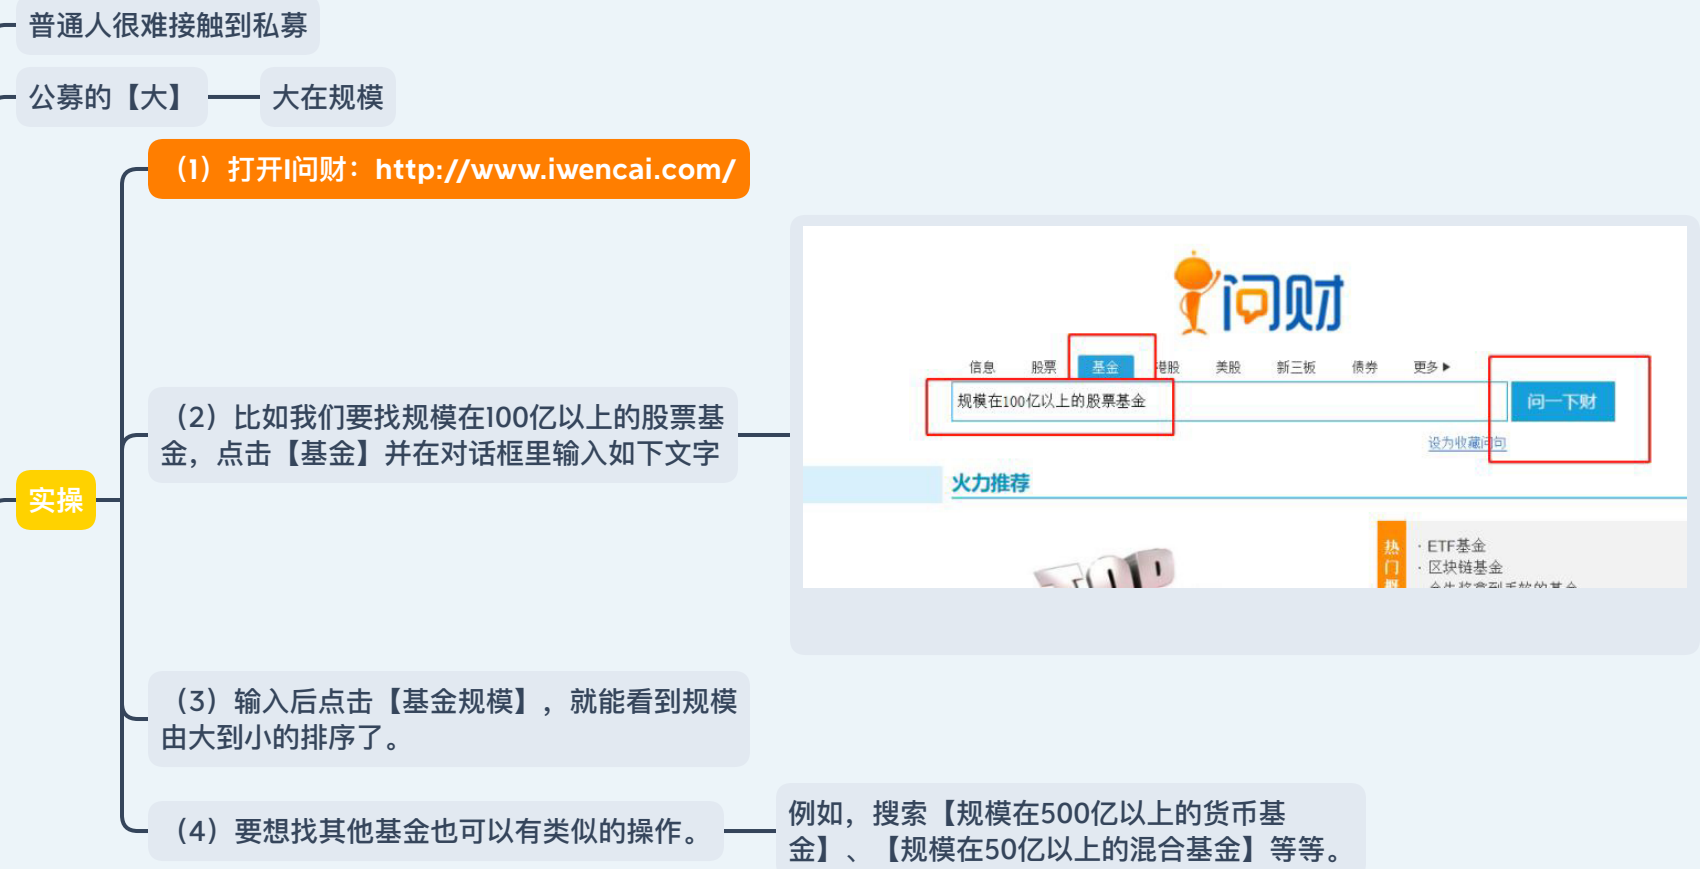 普通人很难接触到私募
公募的【大】
大在规模
实操
（1）打开I问财：http://www.iwencai.com/
（2）比如我们要找规模在100亿以上的股票基
金，点击【基金】并在对话框里输入如下文字
问财
信息 股票 基金 港股 美股 新三板 债券 更多▶
规模在100亿以上的股票基金
问一下财
设为收藏问句
火力推荐
TOP
热门
· ETF基金
· 区块链基金
（3）输入后点击【基金规模】，就能看到规模
由大到小的排序了。
（4）要想找其他基金也可以有类似的操作。
例如，搜索【规模在500亿以上的货币基
金】、【规模在50亿以上的混合基金】等等。